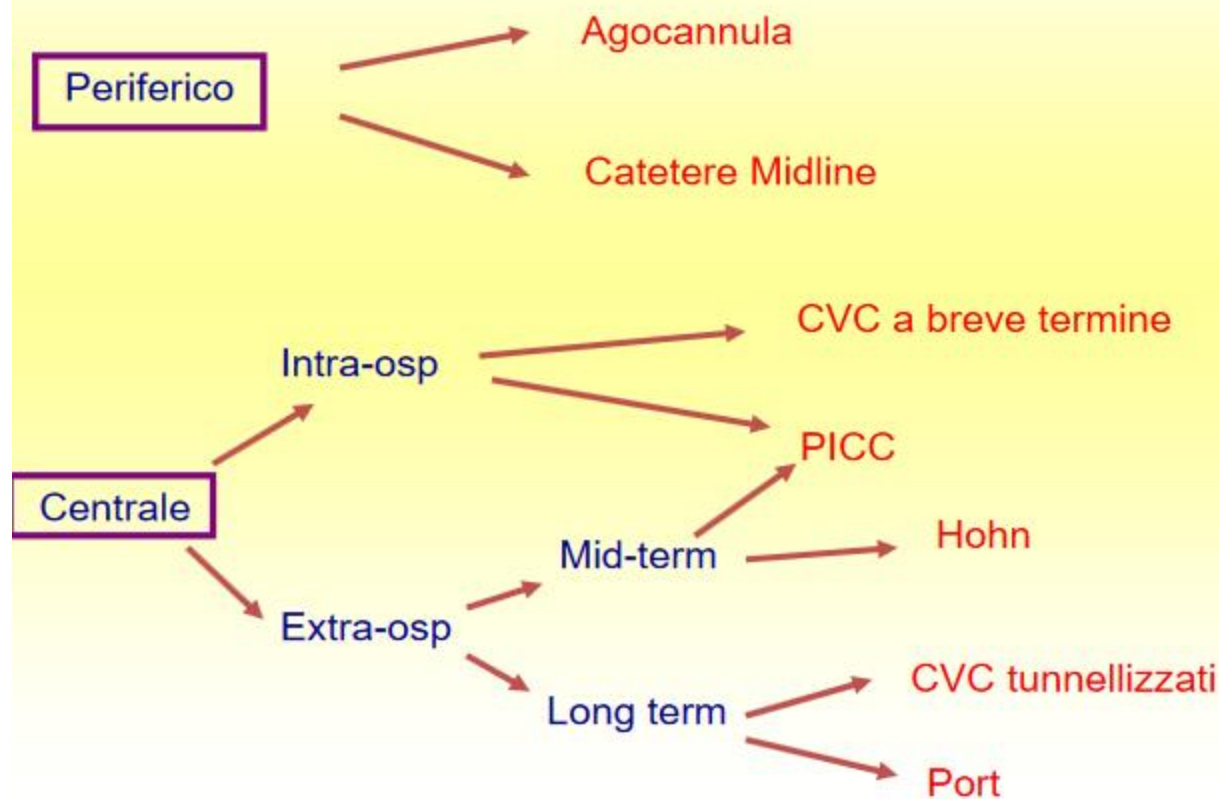 Agocannula
Periferico
Catetere Midline
CVC a breve termine
Intra-osp
PICC
Centrale
Hohn
Mid-term
Extra-osp
CVC tunnellizzati
Long term
Port